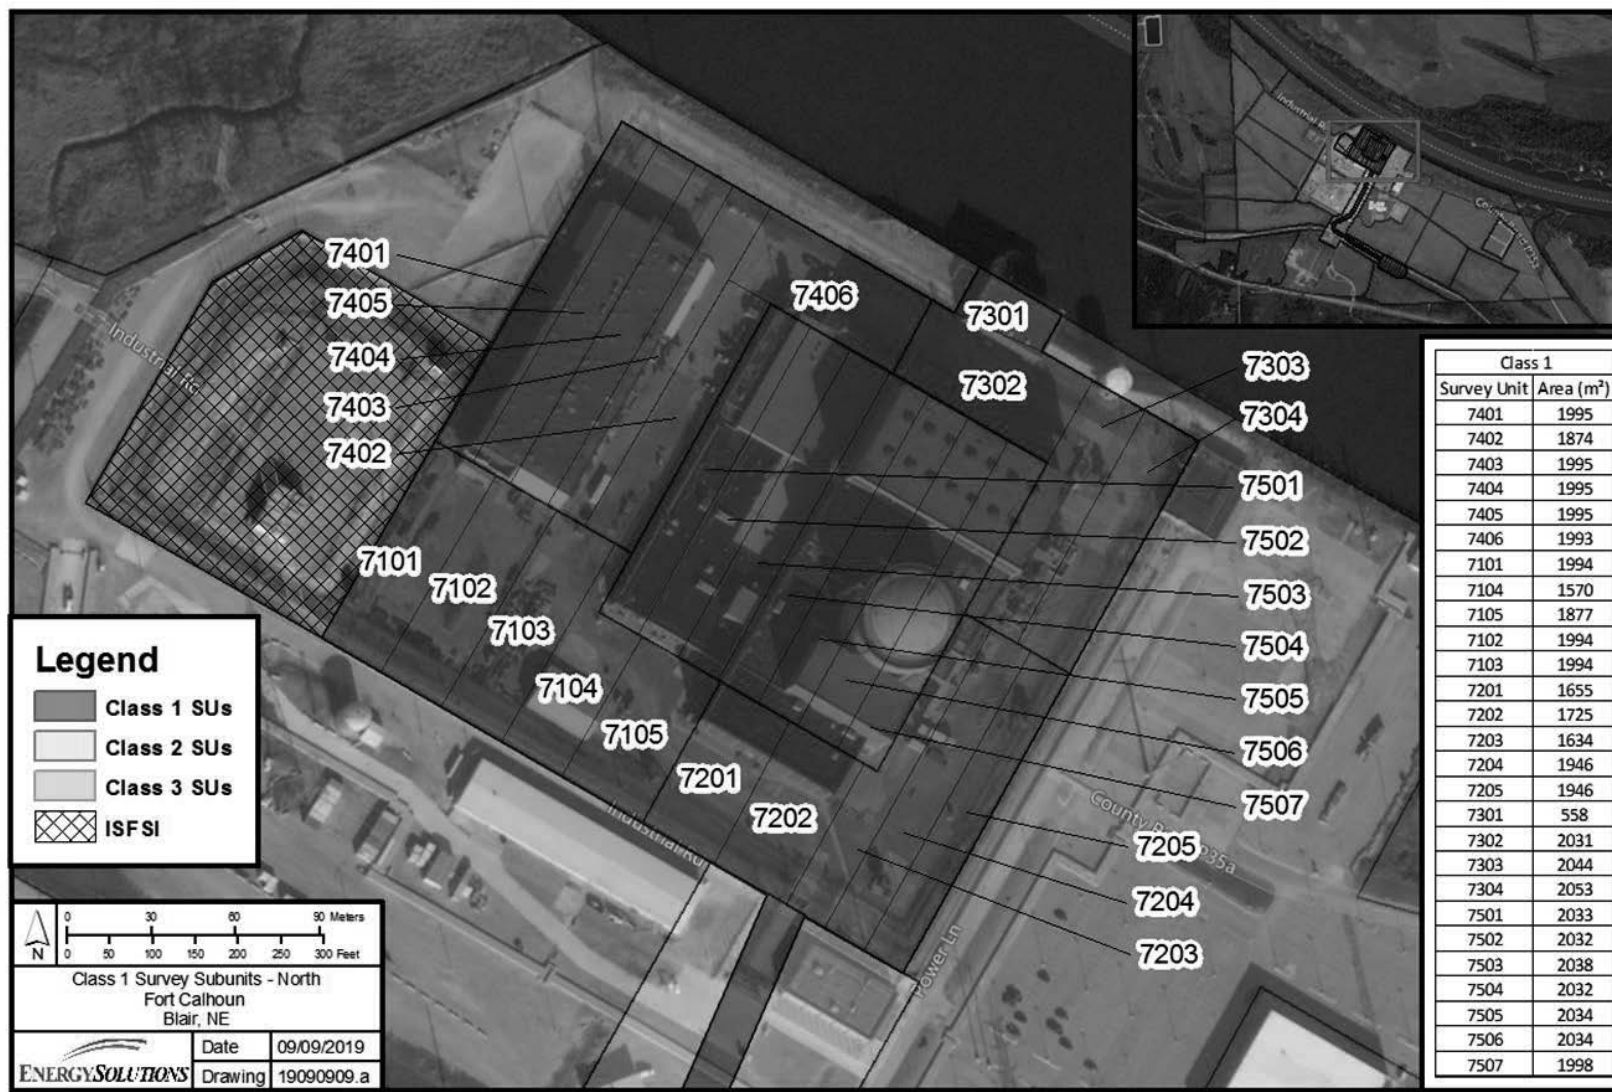 7401
7405
7404
7403
7402
7406
7301
7302
7303
7304
7501
7502
7503
7504
7505
7506
7507
7101
7102
7103
7104
7105
7201
7202
7205
7204
7203
Industrial Rd
Industrial Rd
Power Ln
Industrial R
Legend
Class 1 SUs
Class 2 SUs
Class 3 SUs
ISFSI
N
0 30 60 90 Meters
0 50 100 150 200 250 300 Feet
Class 1 Survey Subunits - North
Fort Calhoun
Blair, NE
ENERGYSOLUTIONS
Date 09/09/2019
Drawing 19090909.a
Class 1
Survey Unit Area (m²)
7401 1995
7402 1874
7403 1995
7404 1995
7405 1995
7406 1993
7101 1994
7104 1570
7105 1877
7102 1994
7103 1994
7201 1655
7202 1725
7203 1634
7204 1946
7205 1946
7301 558
7302 2031
7303 2044
7304 2053
7501 2033
7502 2032
7503 2038
7504 2032
7505 2034
7506 2034
7507 1998